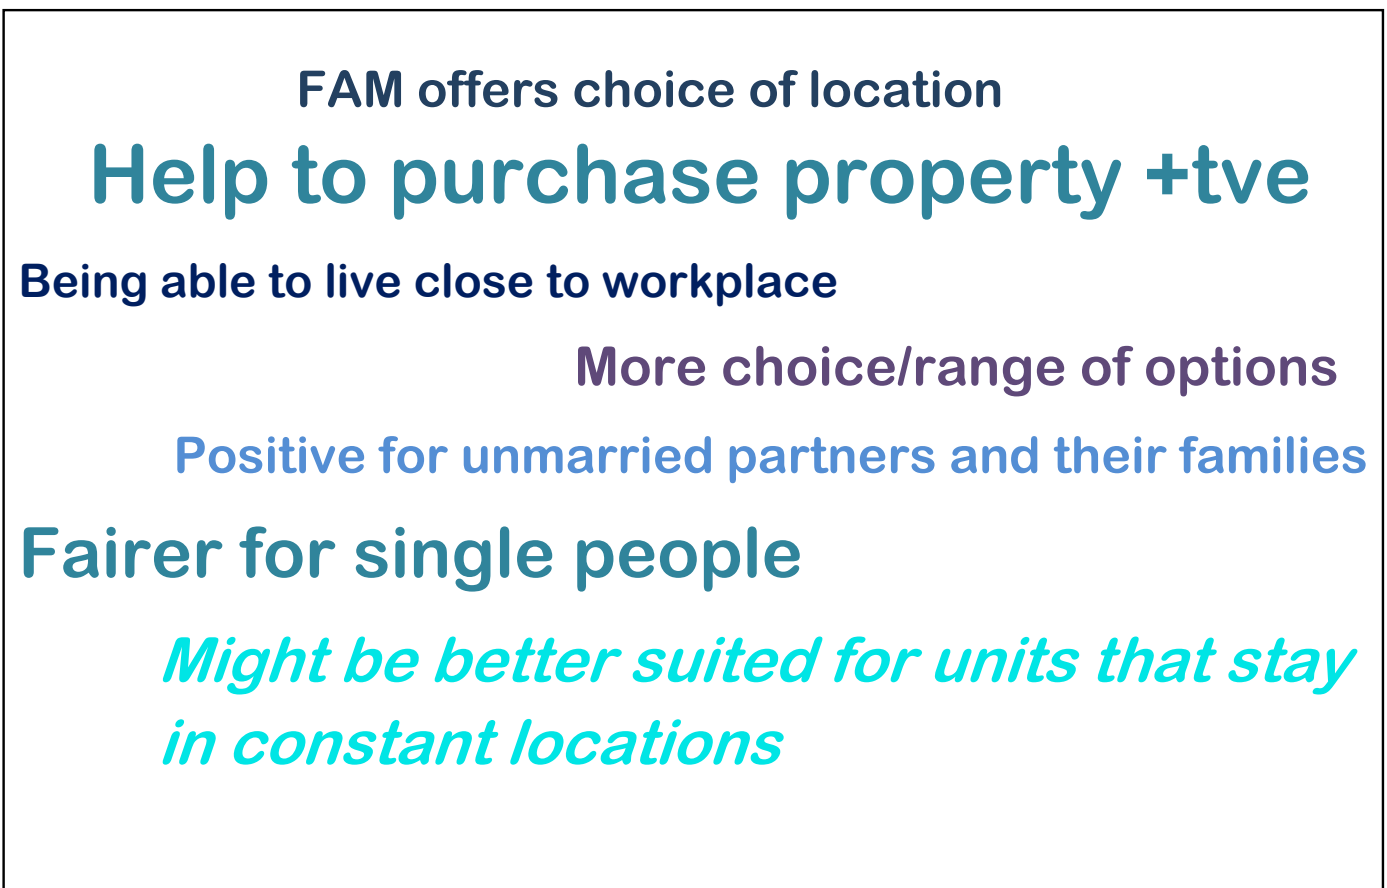 FAM offers choice of location
Help to purchase property +tve
Being able to live close to workplace
More choice/range of options
Positive for unmarried partners and their families
Fairer for single people
Might be better suited for units that stay
in constant locations